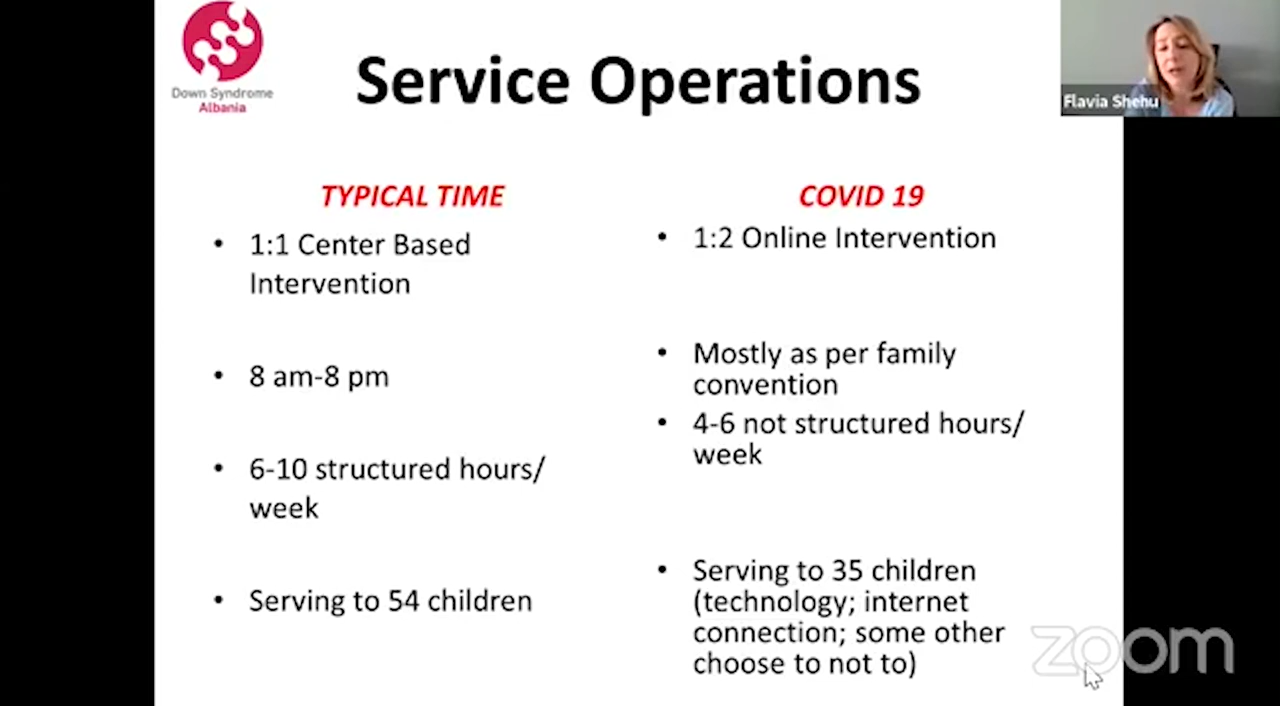 Down Syndrome
Albania
Service Operations
Flavia Shehu
TYPICAL TIME
• 1:1 Center Based
Intervention
• 8 am-8 pm
• 6-10 structured hours/
week
• Serving to 54 children
COVID 19
• 1:2 Online Intervention
• Mostly as per family
convention
• 4-6 not structured hours/
week
• Serving to 35 children
(technology; internet
connection; some other
choose to not to)
zoom